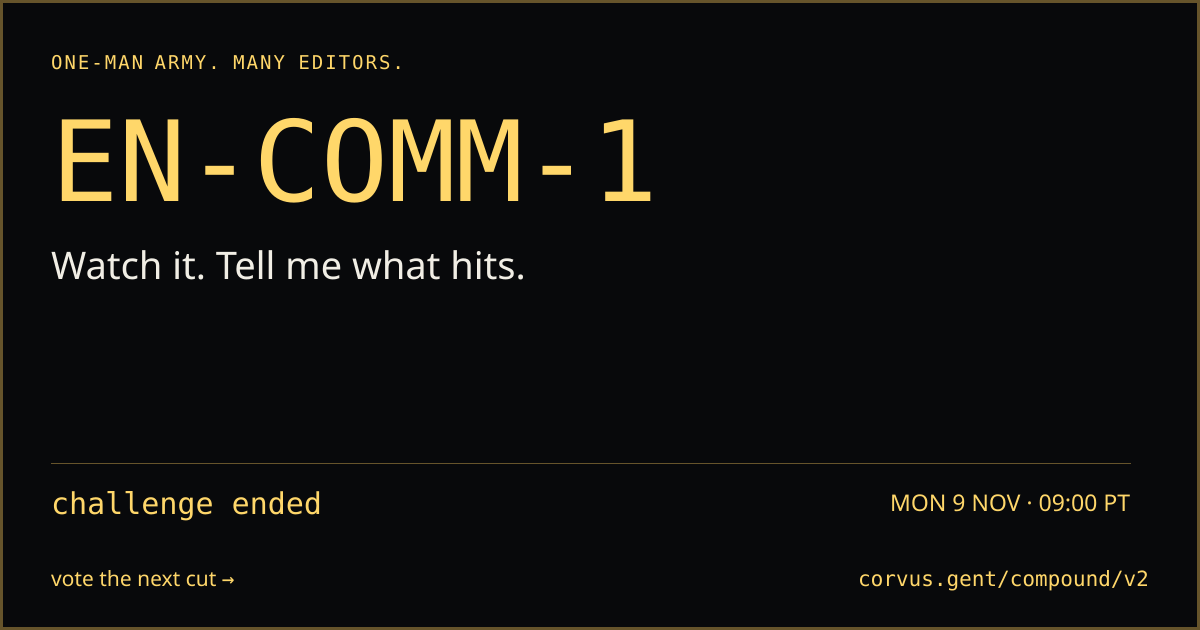 ONE-MAN ARMY. MANY EDITORS.
EN-COMM-1
Watch it. Tell me what hits.
challenge ended
MON 9 NOV · 09:00 PT
vote the next cut →
corvus.gent/compound/v2